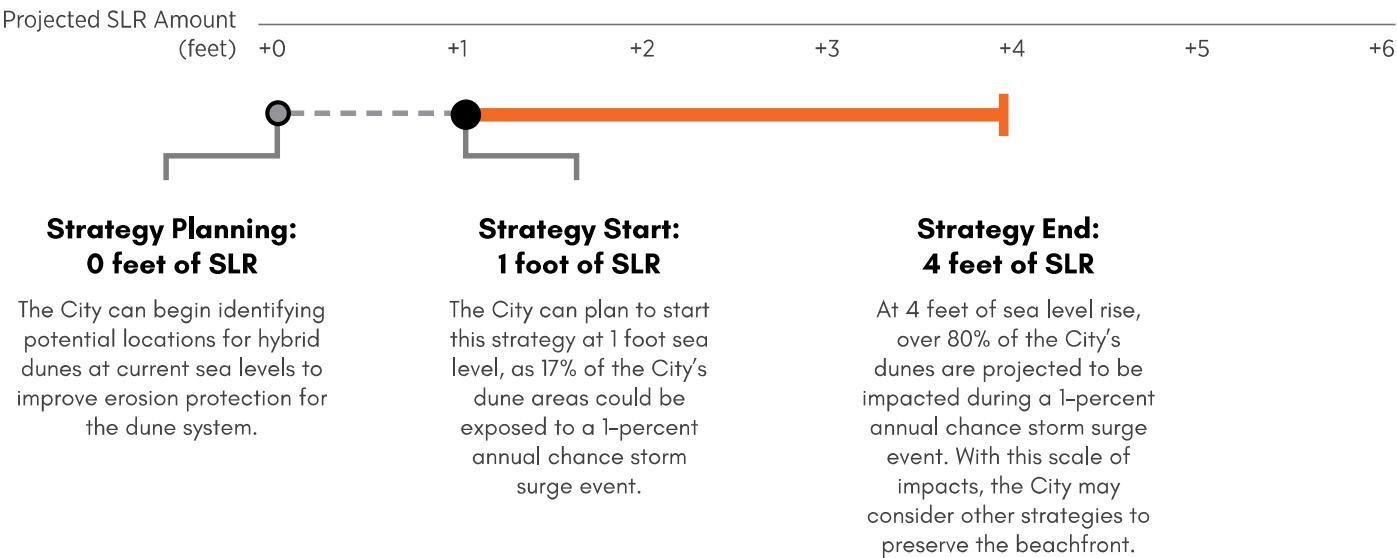 Projected SLR Amount
(feet) +0 +1 +2 +3 +4 +5 +6
Strategy Planning:
0 feet of SLR
The City can begin identifying
potential locations for hybrid
dunes at current sea levels to
improve erosion protection for
the dune system.
Strategy Start:
1 foot of SLR
The City can plan to start
this strategy at 1 foot sea
level, as 17% of the City's
dune areas could be
exposed to a 1-percent
annual chance storm
surge event.
Strategy End:
4 feet of SLR
At 4 feet of sea level rise,
over 80% of the City's
dunes are projected to be
impacted during a 1-percent
annual chance storm surge
event. With this scale of
impacts, the City may
consider other strategies to
preserve the beachfront.